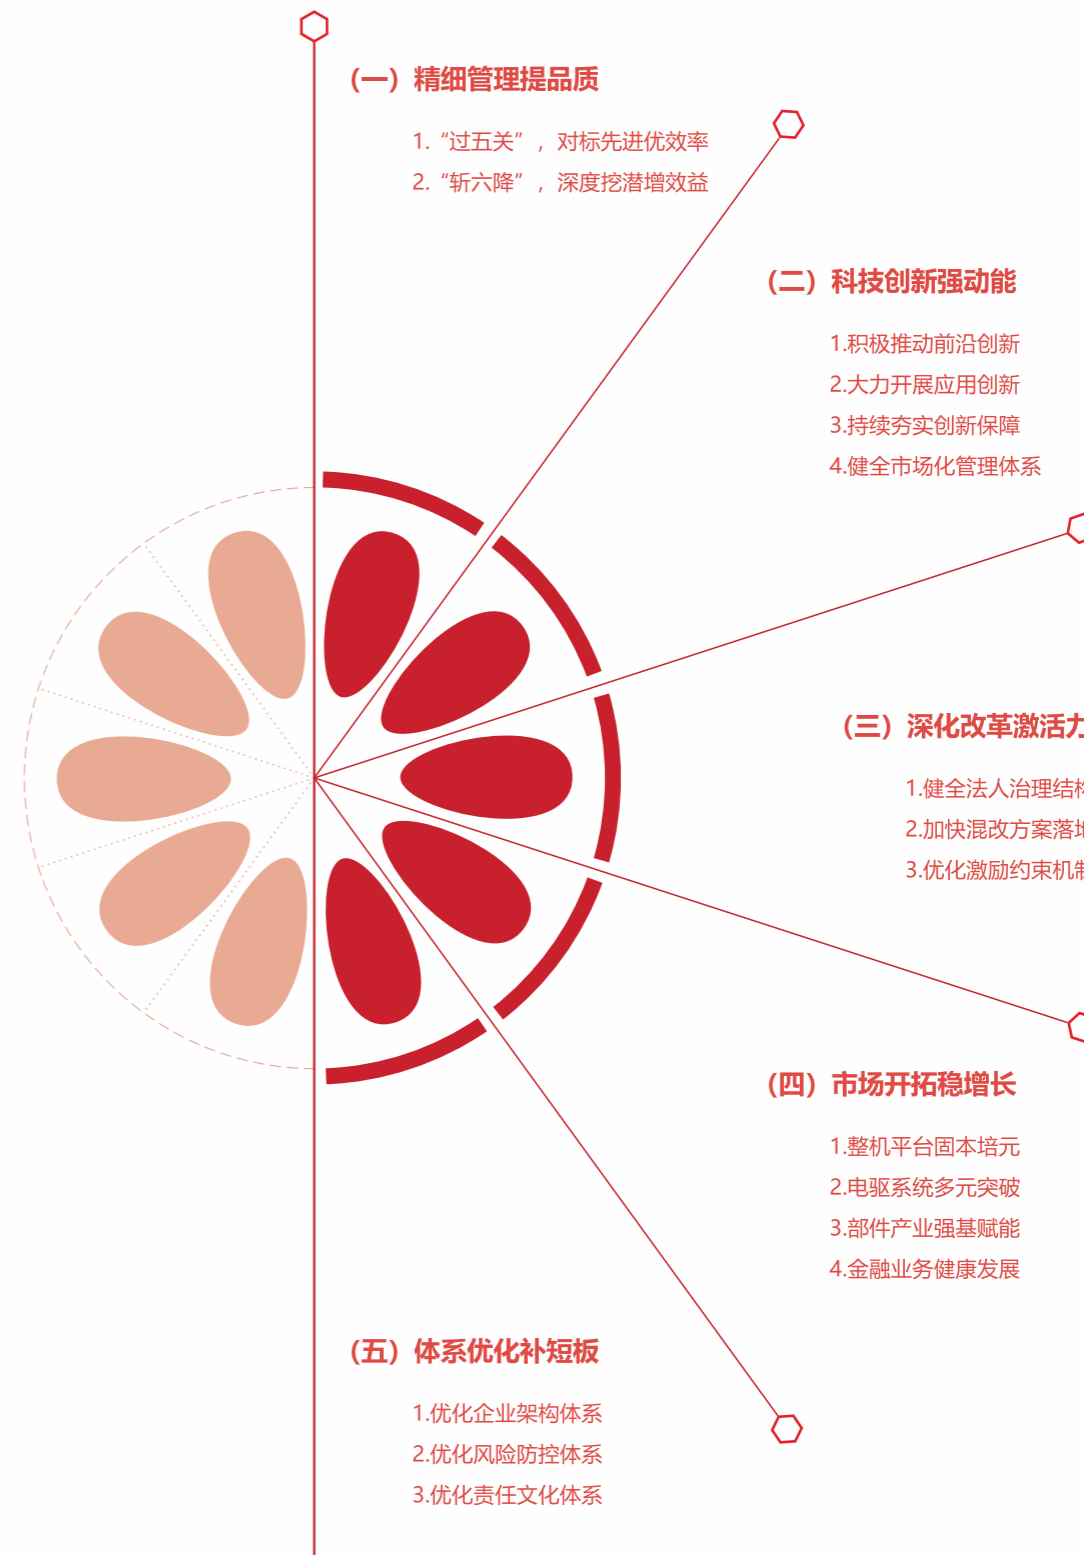 （一）精细管理提品质
1.“过五关”，对标先进优效率
2.“斩六降”，深度挖潜增效益
（二）科技创新强动能
1.积极推动前沿创新
2.大力开展应用创新
3.持续夯实创新保障
4.健全市场化管理体系
（三）深化改革激活力
1.健全法人治理结构
2.加快混改方案落地
3.优化激励约束机制
（四）市场开拓稳增长
1.整机平台固本培元
2.电驱系统多元突破
3.部件产业强基赋能
4.金融业务健康发展
（五）体系优化补短板
1.优化企业架构体系
2.优化风险防控体系
3.优化责任文化体系